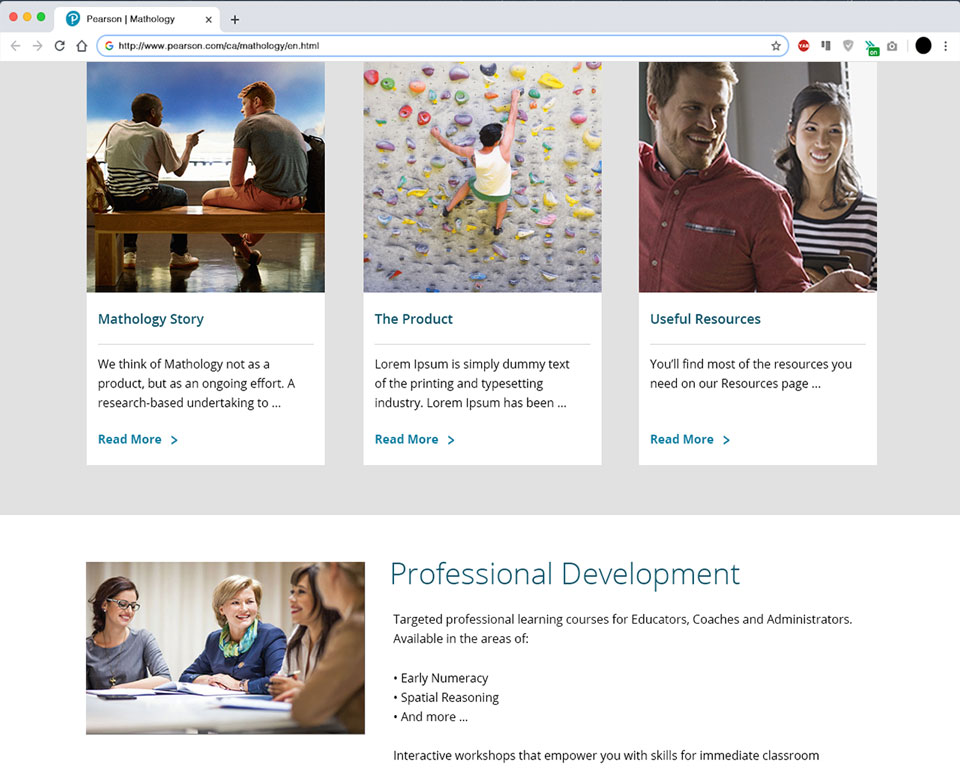 Pearson | Mathology
http://www.pearson.com/ca/mathology/en.html
on
Mathology Story
We think of Mathology not as a
product, but as an ongoing effort. A
research-based undertaking to ...
Read More
The Product
Lorem Ipsum is simply dummy text
of the printing and typesetting
industry. Lorem Ipsum has been ...
Read More
Useful Resources
You’ll find most of the resources you
need on our Resources page ...
Read More
Professional Development
Targeted professional learning courses for Educators, Coaches and Administrators.
Available in the areas of:
• Early Numeracy
• Spatial Reasoning
• And more ...
Interactive workshops that empower you with skills for immediate classroom